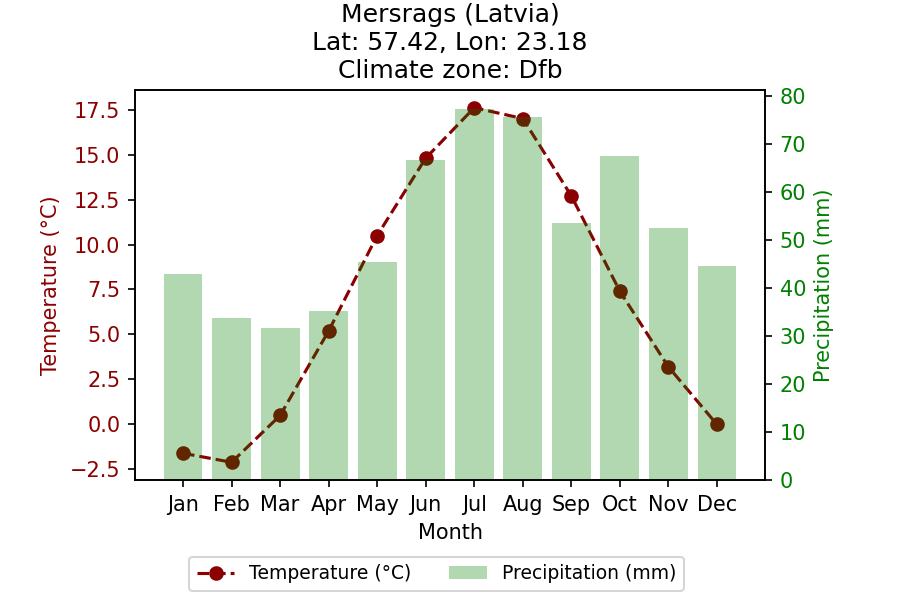 Mersrags (Latvia)
Lat: 57.42, Lon: 23.18
Climate zone: Dfb
Temperature (°C)
17.5
15.0
12.5
10.0
7.5
5.0
2.5
0.0
−2.5
80
70
60
50
40
30
20
10
0
Precipitation (mm)
Jan Feb Mar Apr May Jun Jul Aug Sep Oct Nov Dec
Month
Temperature (°C) Precipitation (mm)